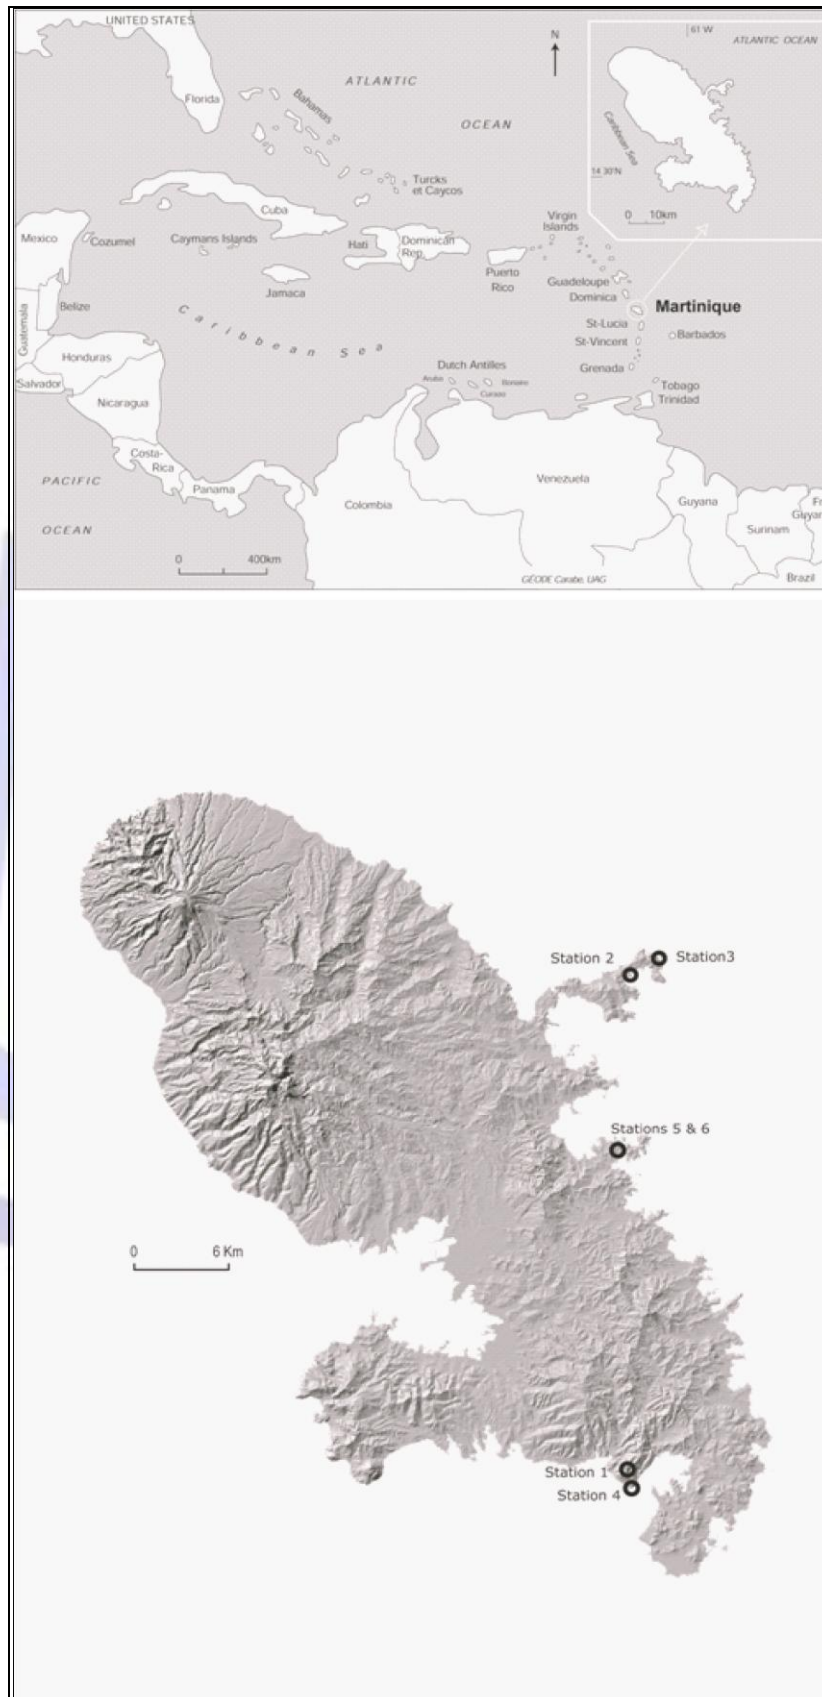 UNITED STATES
61 W
ATLANTIC OCEAN
N
ATLANTIC
OCEAN
Florida
Bahamas
Caribbean Sea
14 30'N
0 10km
Turcks
et Caycos
Cuba
Mexico
Cozumel
Caymans Islands
Hati
Dominican
Rep.
Virgin
Islands
Puerto
Rico
Jamaca
Guadeloupe
Dominica
Martinique
Belize
Guatemala
Caribbean Sea
St-Lucia
St-Vincent
Barbados
Honduras
Grenada
Dutch Antilles
Aruba
Bonaire
Curaao
Salvador
Nicaragua
Tobago
Trinidad
Costa-
Rica
PACIFIC
Panama
Colombia
Venezuela
Guyana
Fr
Guyan
Surinam
OCEAN
0 400km
GÉODE Carabe, UAG
Brazil
Station 2
Station3
Stations 5 & 6
0 6 Km
Station 1
Station 4